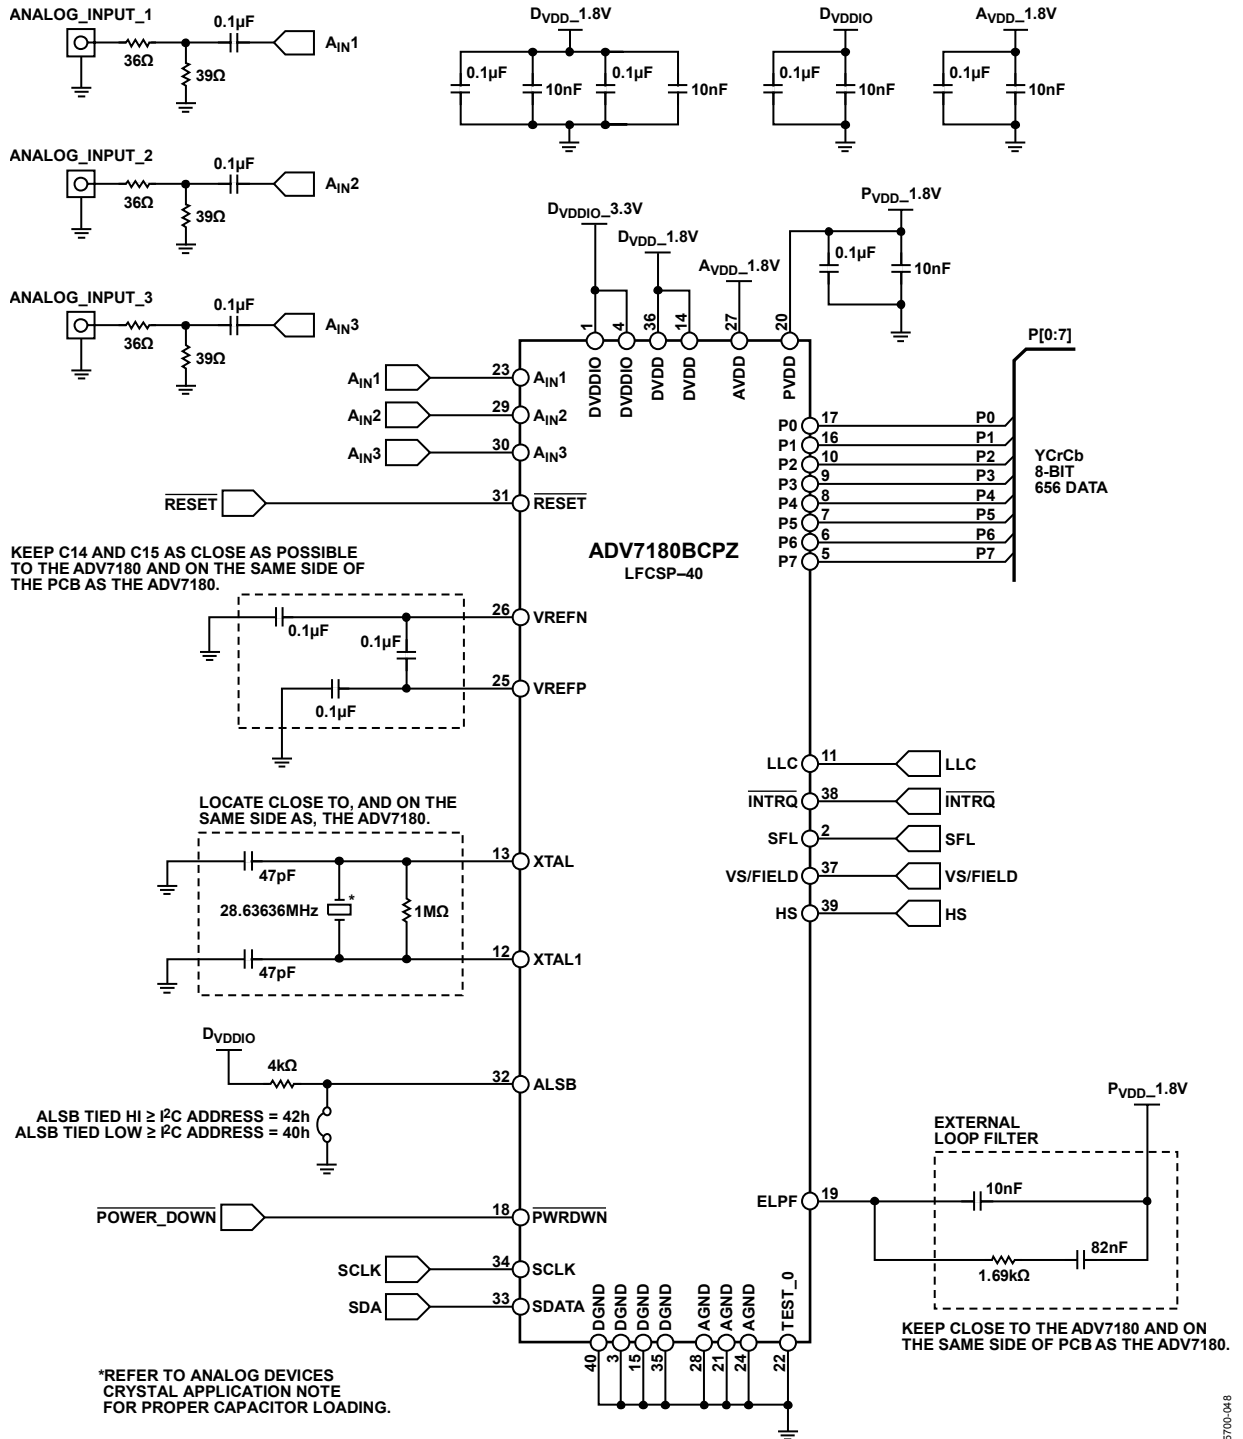 ANALOG_INPUT_1
0.1µF
36Ω
39Ω
AIN1
DVDD_1.8V
0.1µF
10nF
0.1µF
10nF
DVDDIO
0.1µF
10nF
AVDD_1.8V
0.1µF
10nF
ANALOG_INPUT_2
0.1µF
36Ω
39Ω
AIN2
ANALOG_INPUT_3
0.1µF
36Ω
39Ω
AIN3
DVDDIO_3.3V
DVDD_1.8V
AVDD_1.8V
PVDD_1.8V
0.1µF
10nF
1
4
36
14
27
20
DVDDIO
DVDDIO
DVDD
DVDD
AVDD
PVDD
P[0:7]
AIN1 23 AIN1
AIN2 29 AIN2
AIN3 30 AIN3
RESET 31 RESET
P0 17 P0
P1 16 P1
P2 10 P2
P3 9 P3
P4 8 P4
P5 7 P5
P6 6 P6
P7 5 P7
YCrCb
8-BIT
656 DATA
ADV7180BCPZ
LFCSP–40
KEEP C14 AND C15 AS CLOSE AS POSSIBLE
TO THE ADV7180 AND ON THE SAME SIDE OF
THE PCB AS THE ADV7180.
26 VREFN
0.1µF
0.1µF
25 VREFP
0.1µF
LLC 11 LLC
INTRQ 38 INTRQ
SFL 2 SFL
VS/FIELD 37 VS/FIELD
HS 39 HS
LOCATE CLOSE TO, AND ON THE
SAME SIDE AS, THE ADV7180.
13 XTAL
47pF
28.63636MHz
*
1MΩ
12 XTAL1
47pF
DVDDIO
4kΩ
32 ALSB
ALSB TIED HI ≥ I2C ADDRESS = 42h
ALSB TIED LOW ≥ I2C ADDRESS = 40h
POWER_DOWN 18 PWRDWN
SCLK 34 SCLK
SDA 33 SDATA
PVDD_1.8V
EXTERNAL
LOOP FILTER
ELPF 19
10nF
82nF
1.69kΩ
KEEP CLOSE TO THE ADV7180 AND ON
THE SAME SIDE OF PCB AS THE ADV7180.
DGND
DGND
DGND
DGND
AGND
AGND
AGND
TEST_0
40
3
15
35
28
21
24
22
*REFER TO ANALOG DEVICES
CRYSTAL APPLICATION NOTE
FOR PROPER CAPACITOR LOADING.